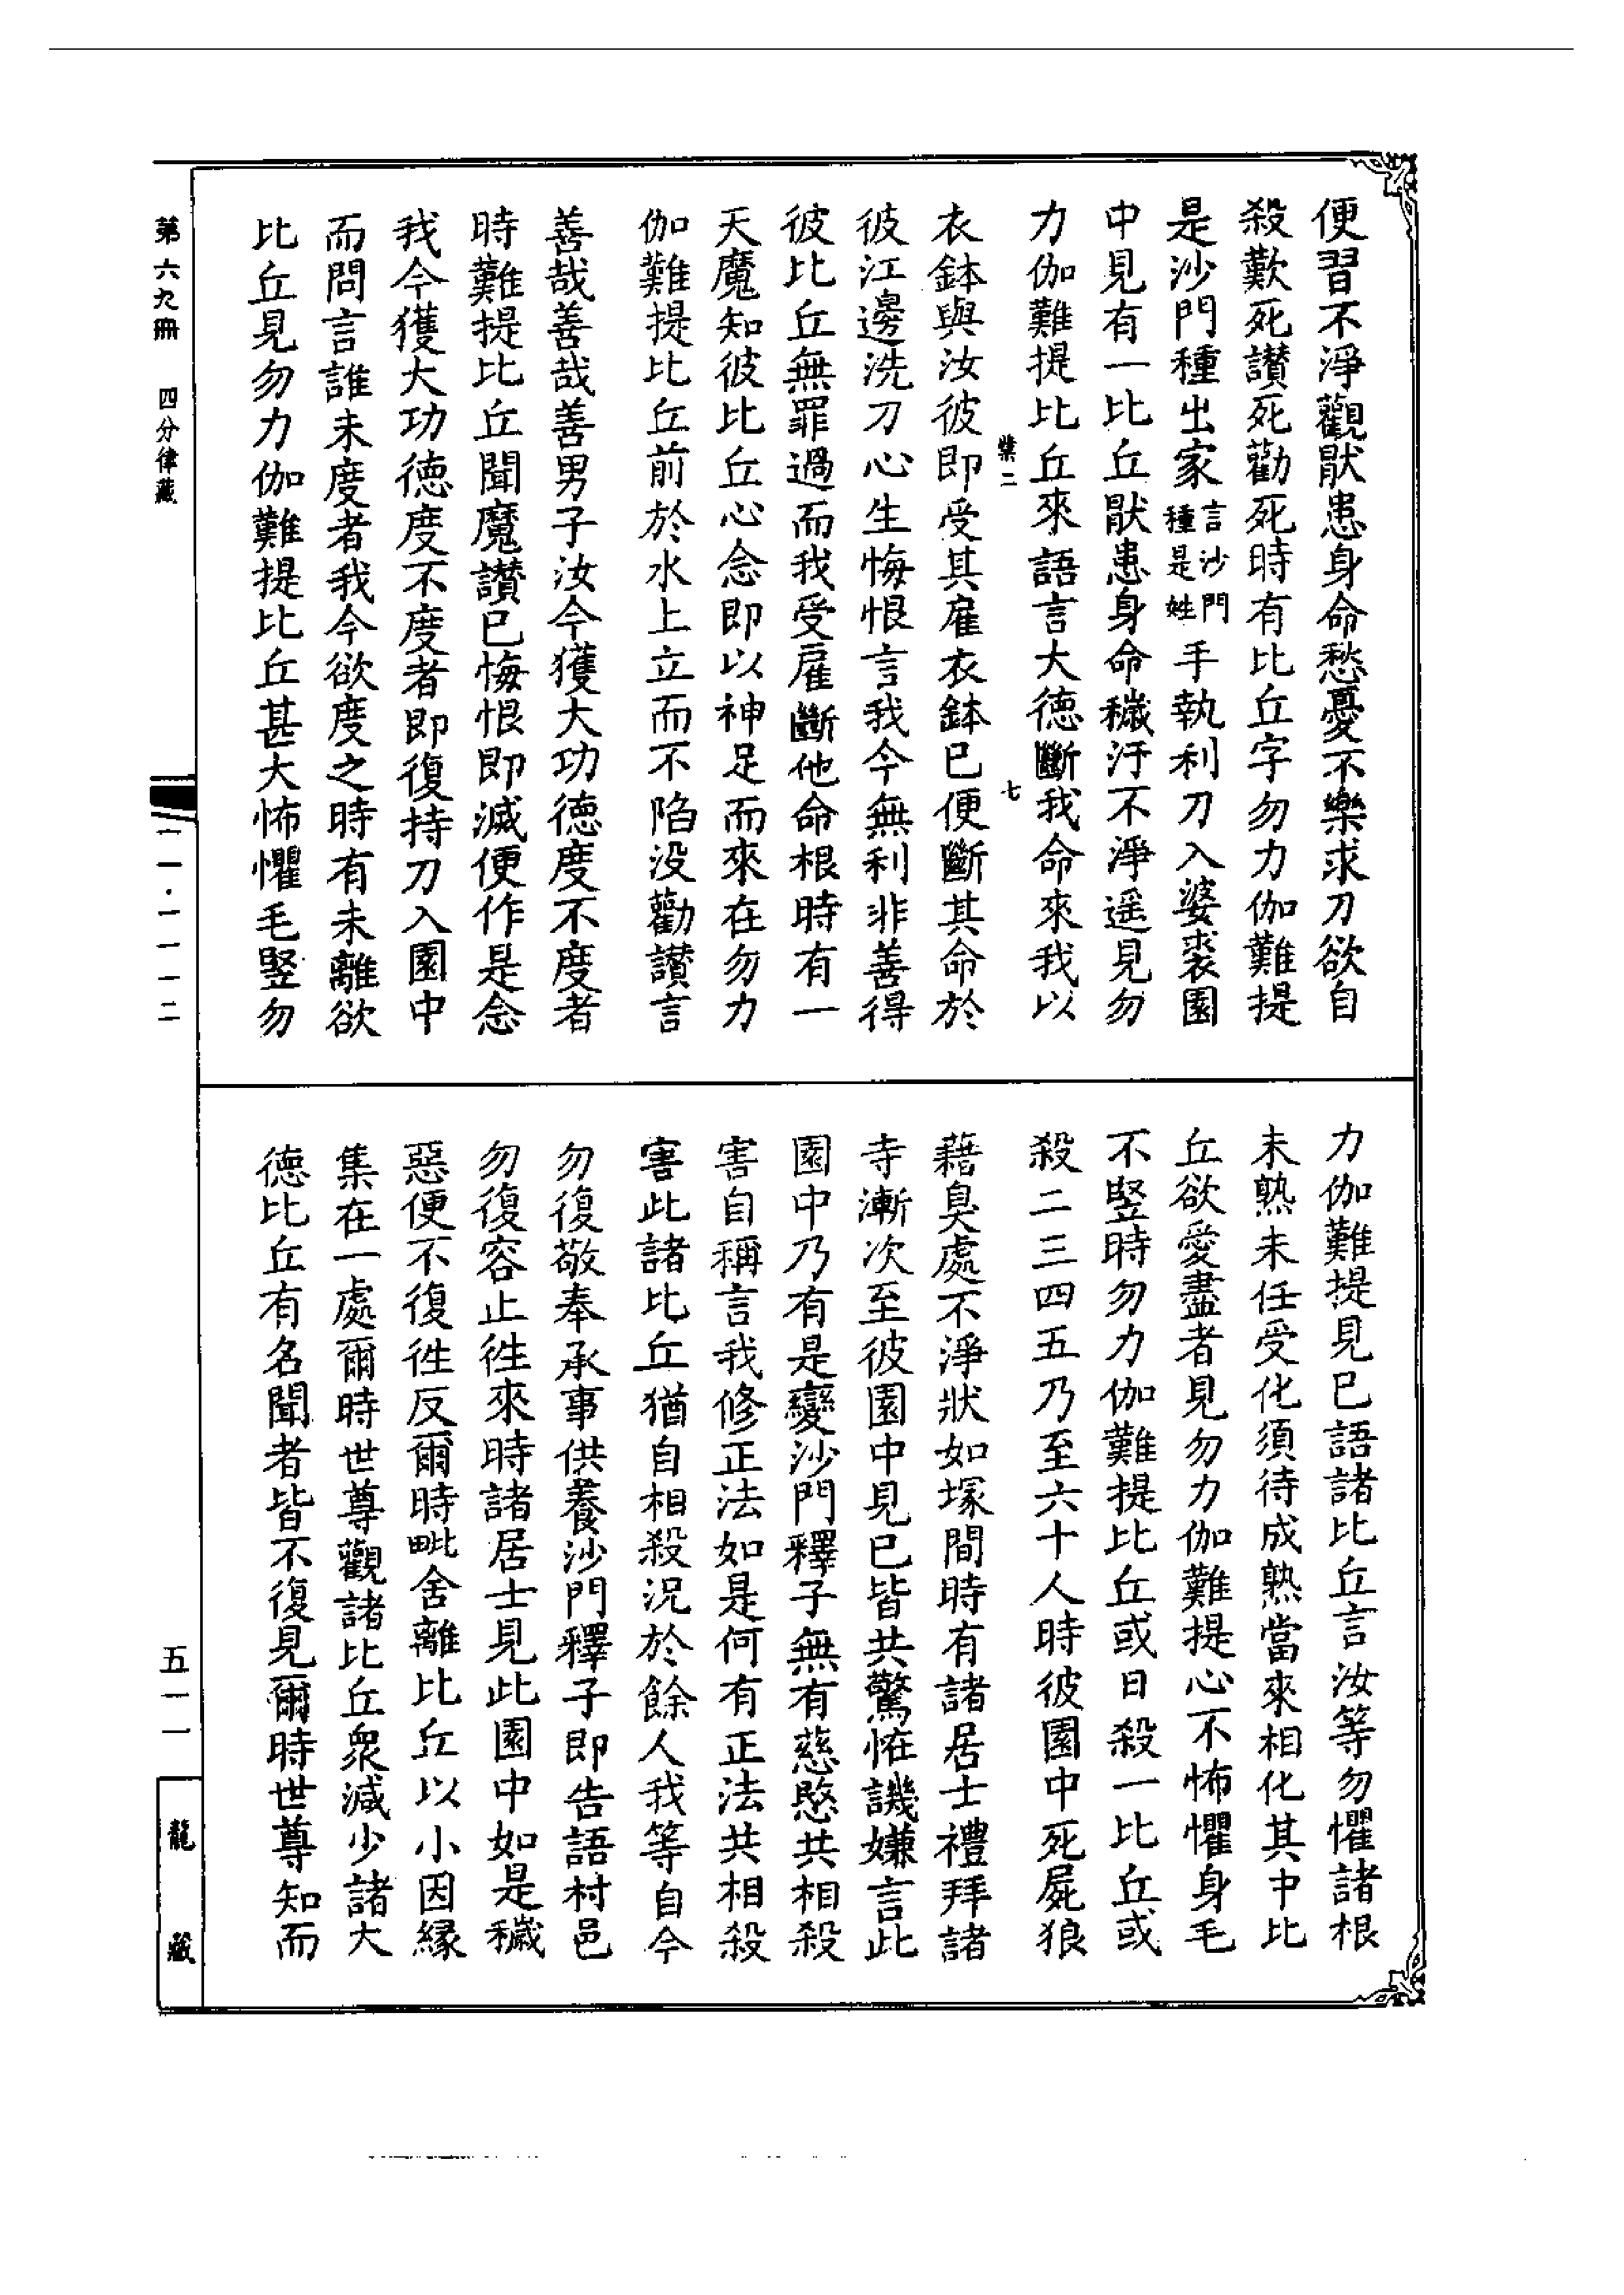 便習不淨觀猒患身命愁憂不樂求刀欲自
殺歎死讃死勸死時有比丘字勿力伽難提
是沙門種出家言沙門種是姓手執利刀入婆裘園
中見有一比丘猒患身命穢汙不淨遥見勿
力伽難提比丘來語言大徳斷我命來我以
二 七
衣鉢與汝彼即受其雇衣鉢已便斷其命於
彼江邊洗刀心生悔恨言我今無利非善得
彼比丘無罪過而我受雇斷他命根時有一
天魔知彼比丘心念即以神足而來在勿力
伽難提比丘前於水上立而不陷没勸讃言
善哉善哉善男子汝今獲大功徳度不度者
時難提比丘聞魔讃已悔恨即滅便作是念
我今獲大功徳度不度者即復持刀入園中
而問言誰未度者我今欲度之時有未離欲
比丘見勿力伽難提比丘甚大怖懼毛竪勿
力伽難提見已語諸比丘言汝等勿懼諸根
未熟未任受化須待成熟當來相化其中比
丘欲愛盡者見勿力伽難提心不怖懼身毛
不竪時勿力伽難提比丘或日殺一比丘或
殺二三四五乃至六十人時彼園中死屍狼
藉臭處不淨狀如塚間時有諸居士禮拜諸
寺漸次至彼園中見已皆共驚怪譏嫌言此
園中乃有是變沙門釋子無有慈愍共相殺
害自稱言我修正法如是何有正法共相殺
害此諸比丘猶自相殺況於餘人我等自今
勿復敬奉承事供養沙門釋子即告語村邑
勿復容止徃來時諸居士見此園中如是穢
惡便不復徃反爾時毗舍離比丘以小因縁
集在一處爾時世尊觀諸比丘衆減少諸大
徳比丘有名聞者皆不復見爾時世尊知而
第六九冊 四分律藏
一一·一一一二
五一一
龍藏